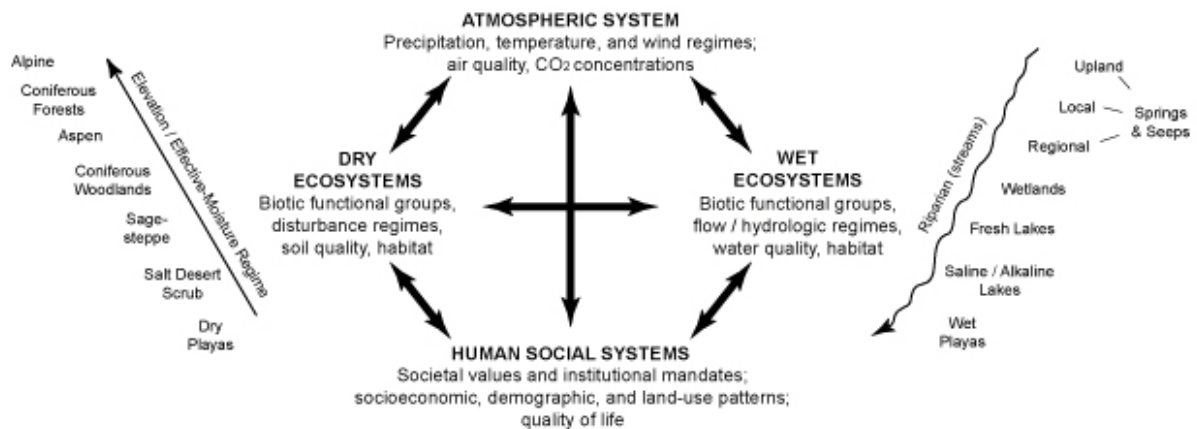 ATMOSPHERIC SYSTEM
Precipitation, temperature, and wind regimes;
air quality, CO2 concentrations
Alpine
Coniferous
Forests
Aspen
Coniferous
Woodlands
Sage-
steppe
Salt Desert
Scrub
Dry
Playas
Elevation / Effective-Moisture Regime
DRY
ECOSYSTEMS
Biotic functional groups,
disturbance regimes,
soil quality, habitat
WET
ECOSYSTEMS
Biotic functional groups,
flow / hydrologic regimes,
water quality, habitat
Riparian (streams)
Upland
Local
Regional
Springs
& Seeps
Wetlands
Fresh Lakes
Saline / Alkaline
Lakes
Wet
Playas
HUMAN SOCIAL SYSTEMS
Societal values and institutional mandates;
socioeconomic, demographic, and land-use patterns;
quality of life